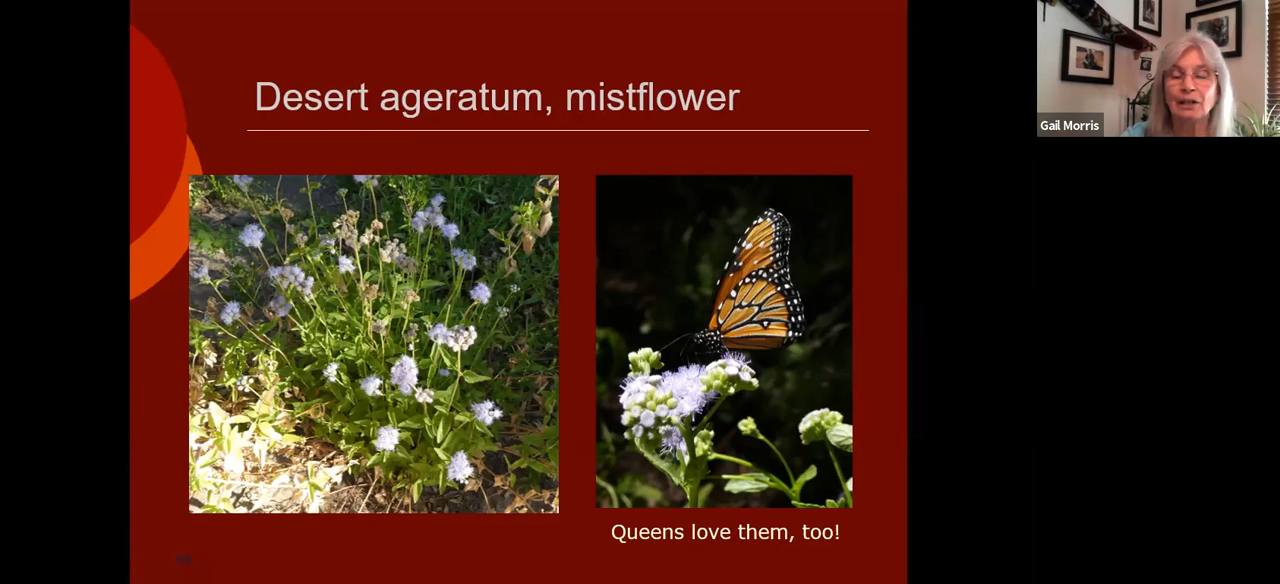 Desert ageratum, mistflower
Gail Morris
Queens love them, too!